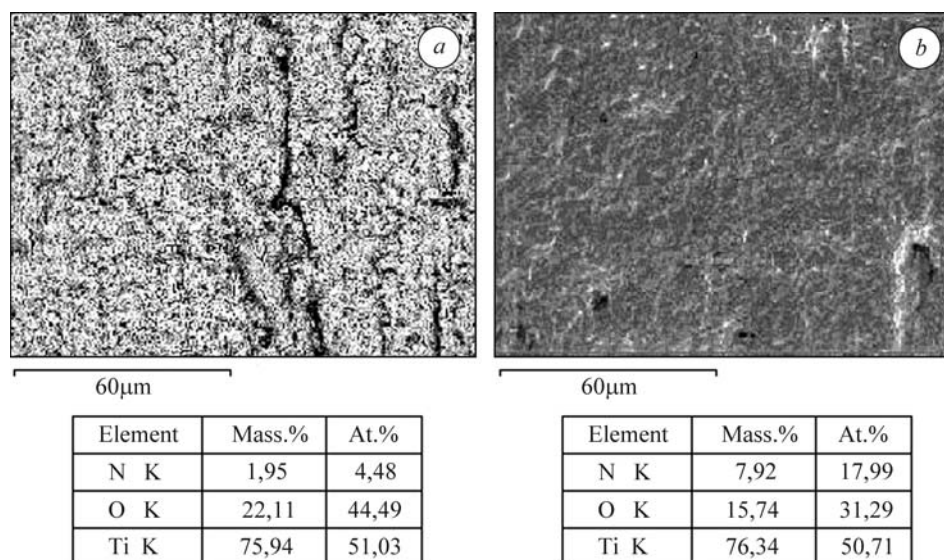 a
b
60μm
60μm
Element Mass.% At.%
N K 1,95 4,48
O K 22,11 44,49
Ti K 75,94 51,03
Element Mass.% At.%
N K 7,92 17,99
O K 15,74 31,29
Ti K 76,34 50,71